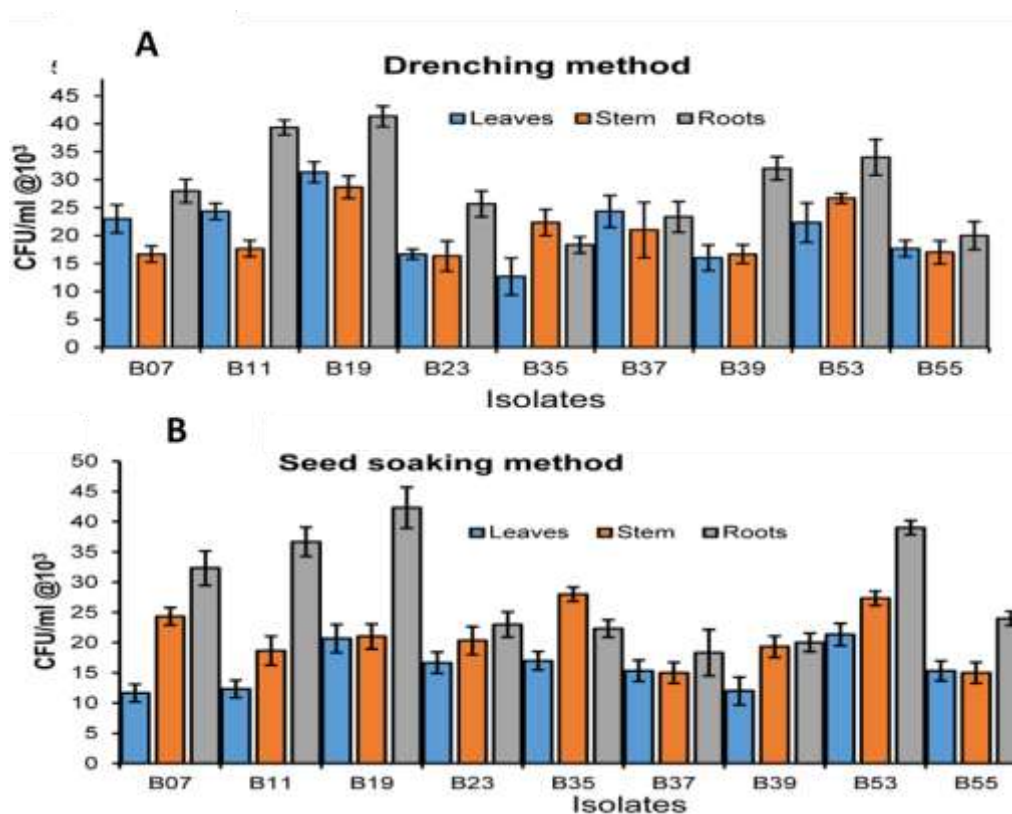 A
Drenching method
Leaves Stem Roots
CFU/ml @10³
45
40
35
30
25
20
15
10
5
0
B07 B11 B19 B23 B35 B37 B39 B53 B55
Isolates
B
Seed soaking method
Leaves Stem Roots
CFU/ml @10³
50
45
40
35
30
25
20
15
10
5
0
B07 B11 B19 B23 B35 B37 B39 B53 B55
Isolates